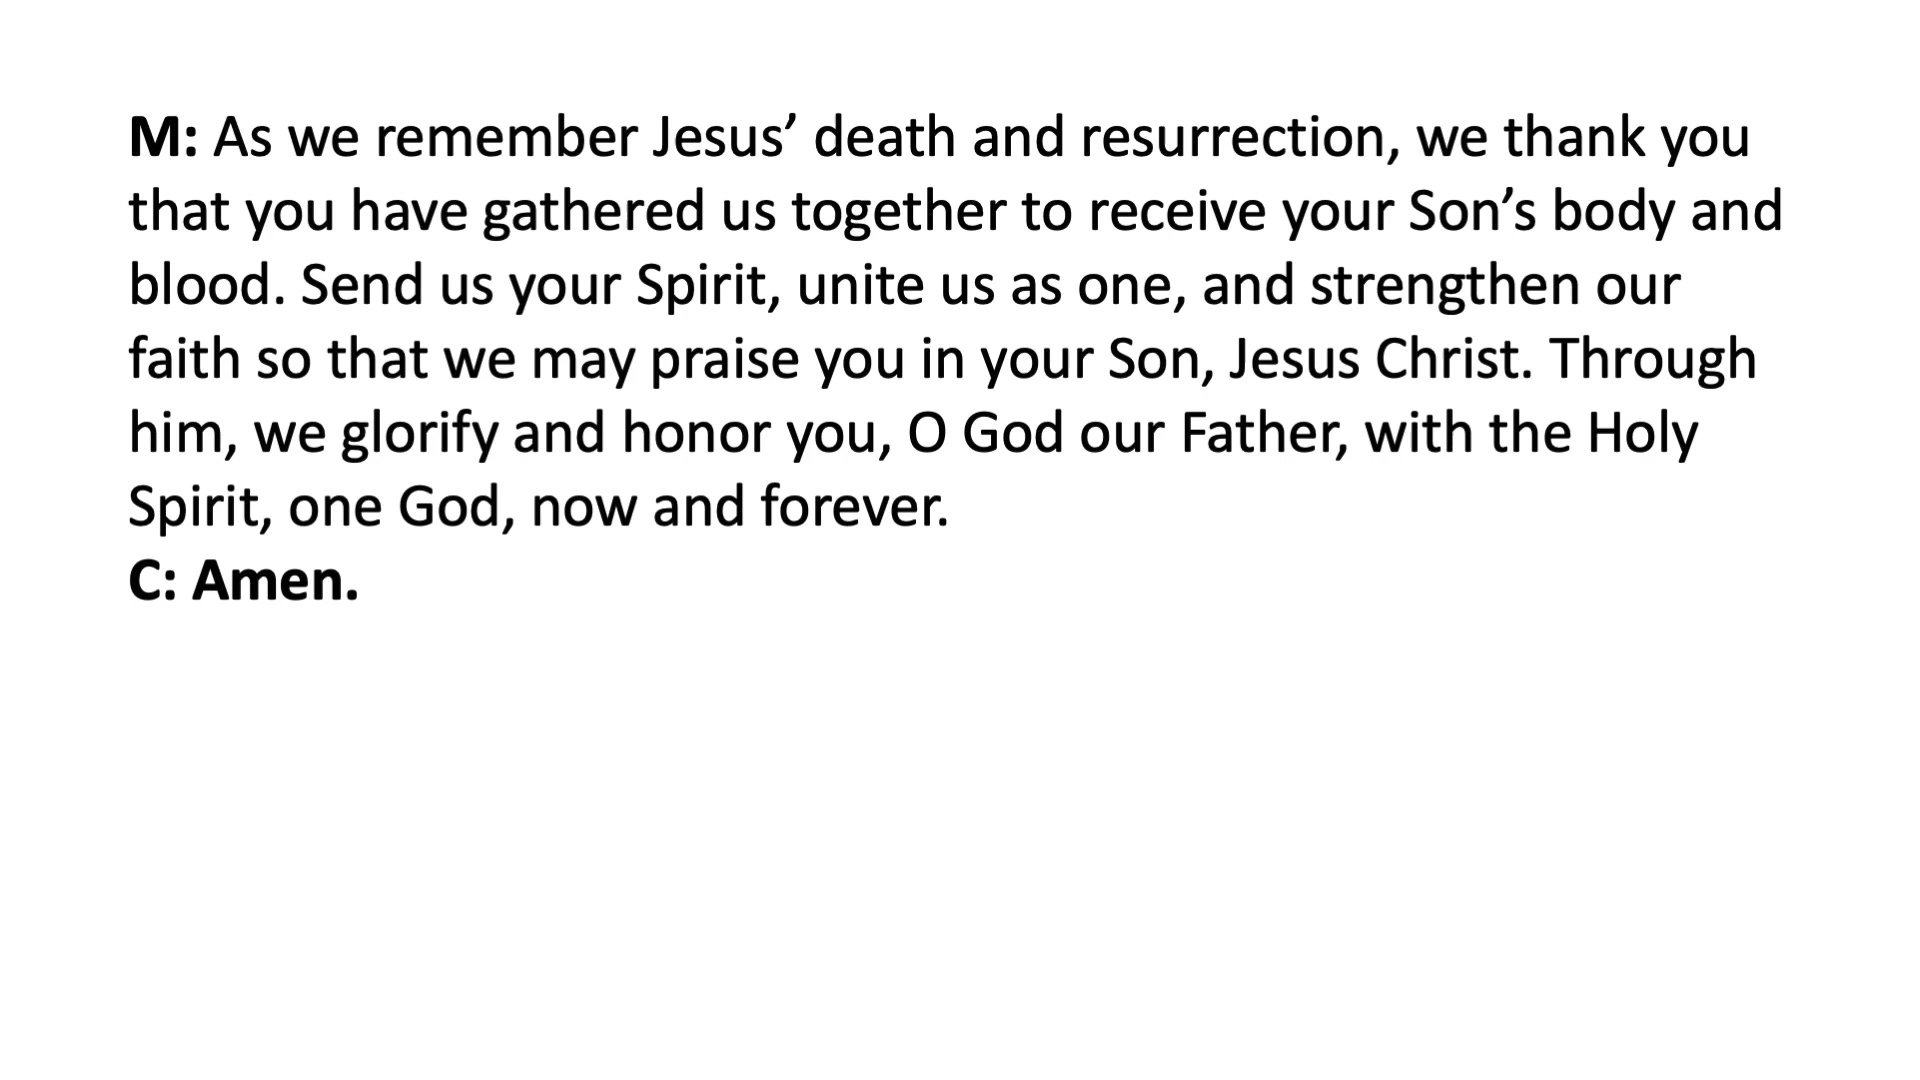 M: As we remember Jesus’ death and resurrection, we thank you
that you have gathered us together to receive your Son’s body and
blood. Send us your Spirit, unite us as one, and strengthen our
faith so that we may praise you in your Son, Jesus Christ. Through
him, we glorify and honor you, O God our Father, with the Holy
Spirit, one God, now and forever.
C: Amen.